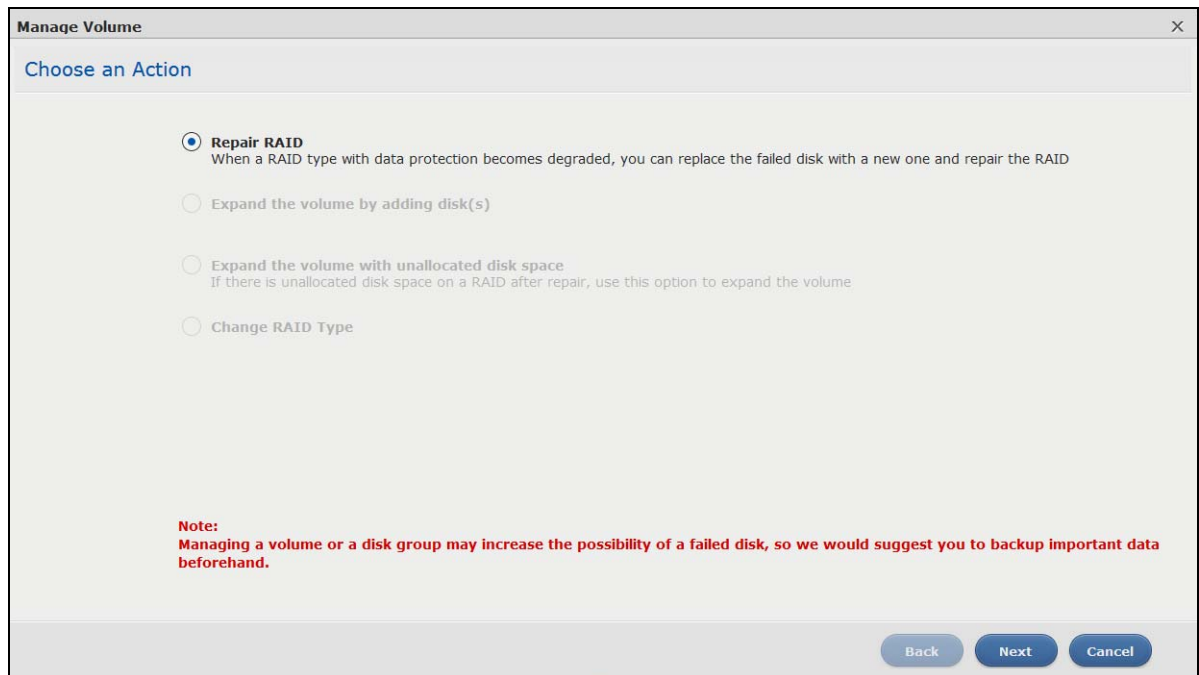 Manage Volume
Choose an Action
Repair RAID
When a RAID type with data protection becomes degraded, you can replace the failed disk with a new one and repair the RAID
Expand the volume by adding disk(s)
Expand the volume with unallocated disk space
If there is unallocated disk space on a RAID after repair, use this option to expand the volume
Change RAID Type
Note:
Managing a volume or a disk group may increase the possibility of a failed disk, so we would suggest you to backup important data
beforehand.
Back Next Cancel